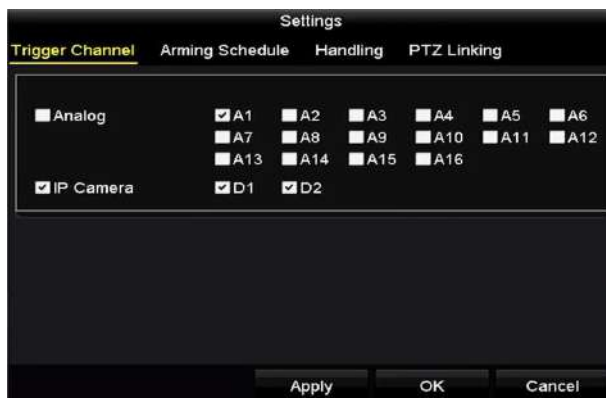 Settings
Trigger Channel Arming Schedule Handling PTZ Linking
Analog A1 A2 A3 A4 A5 A6
A7 A8 A9 A10 A11 A12
A13 A14 A15 A16
IP Camera D1 D2
Apply OK Cancel